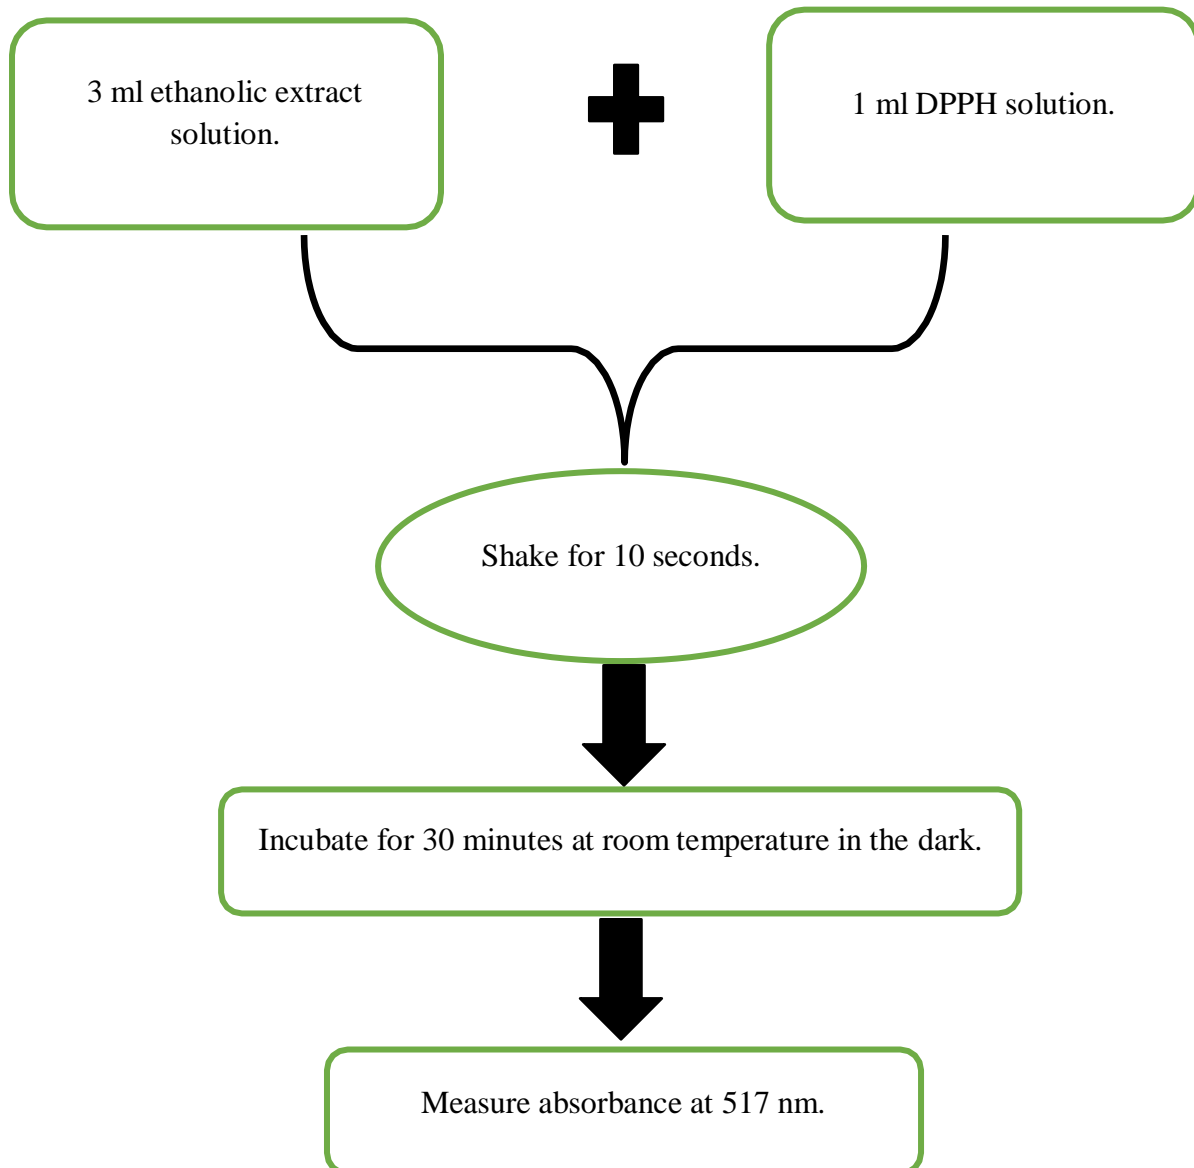 3 ml ethanolic extract
solution.
1 ml DPPH solution.
Shake for 10 seconds.
Incubate for 30 minutes at room temperature in the dark.
Measure absorbance at 517 nm.